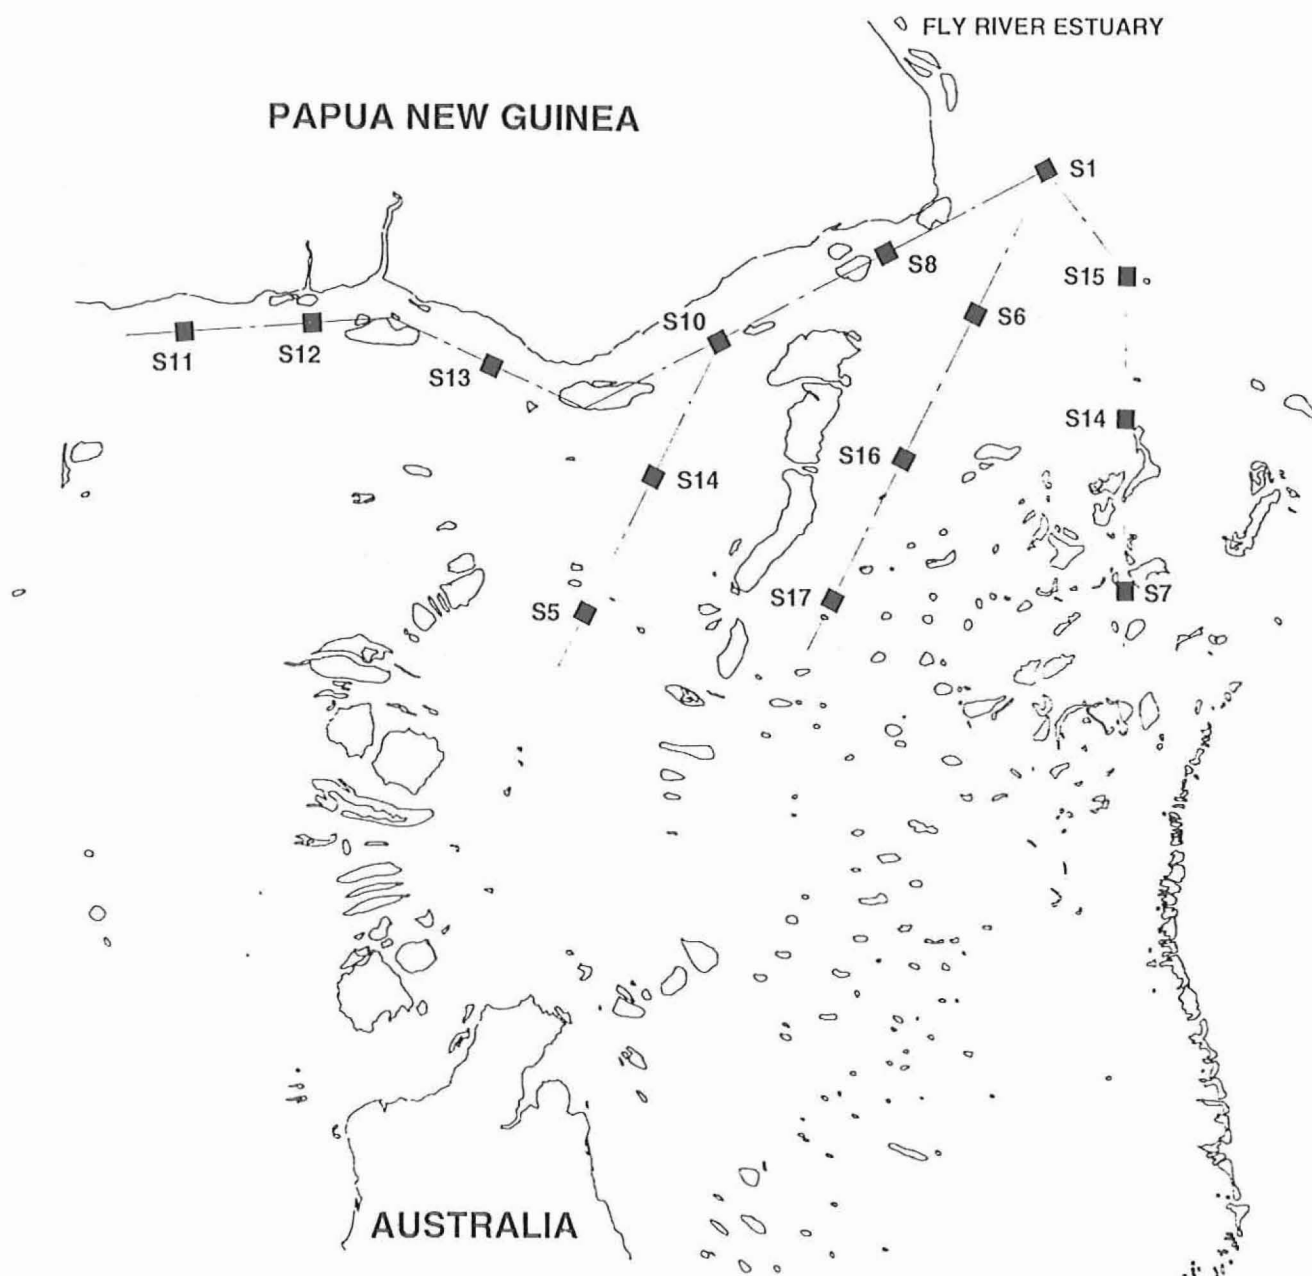 FLY RIVER ESTUARY
PAPUA NEW GUINEA
S1
S8
S15
S10
S6
S11
S12
S13
S14
S16
S14
S5
S17
S7
AUSTRALIA